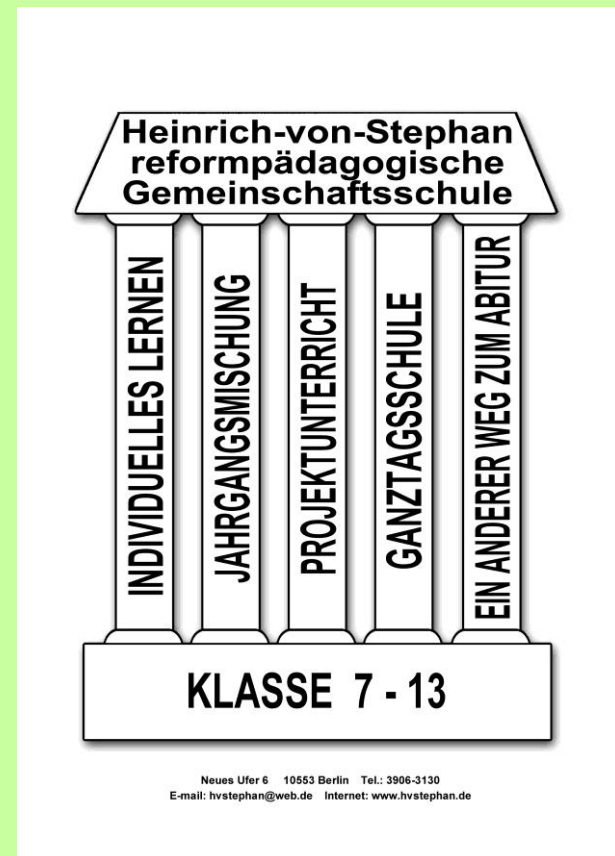 Heinrich-von-Stephan
reformpädagogische
Gemeinschaftsschule
INDIVIDUELLES LERNEN
JAHRGANGSMISCHUNG
PROJEKTUNTERRICHT
GANZTAGSSCHULE
EIN ANDERER WEG ZUM ABITUR
KLASSE 7 - 13
Neues Ufer 6 10553 Berlin Tel.: 3906-3130
E-mail: hvstephan@web.de Internet: www.hvstephan.de